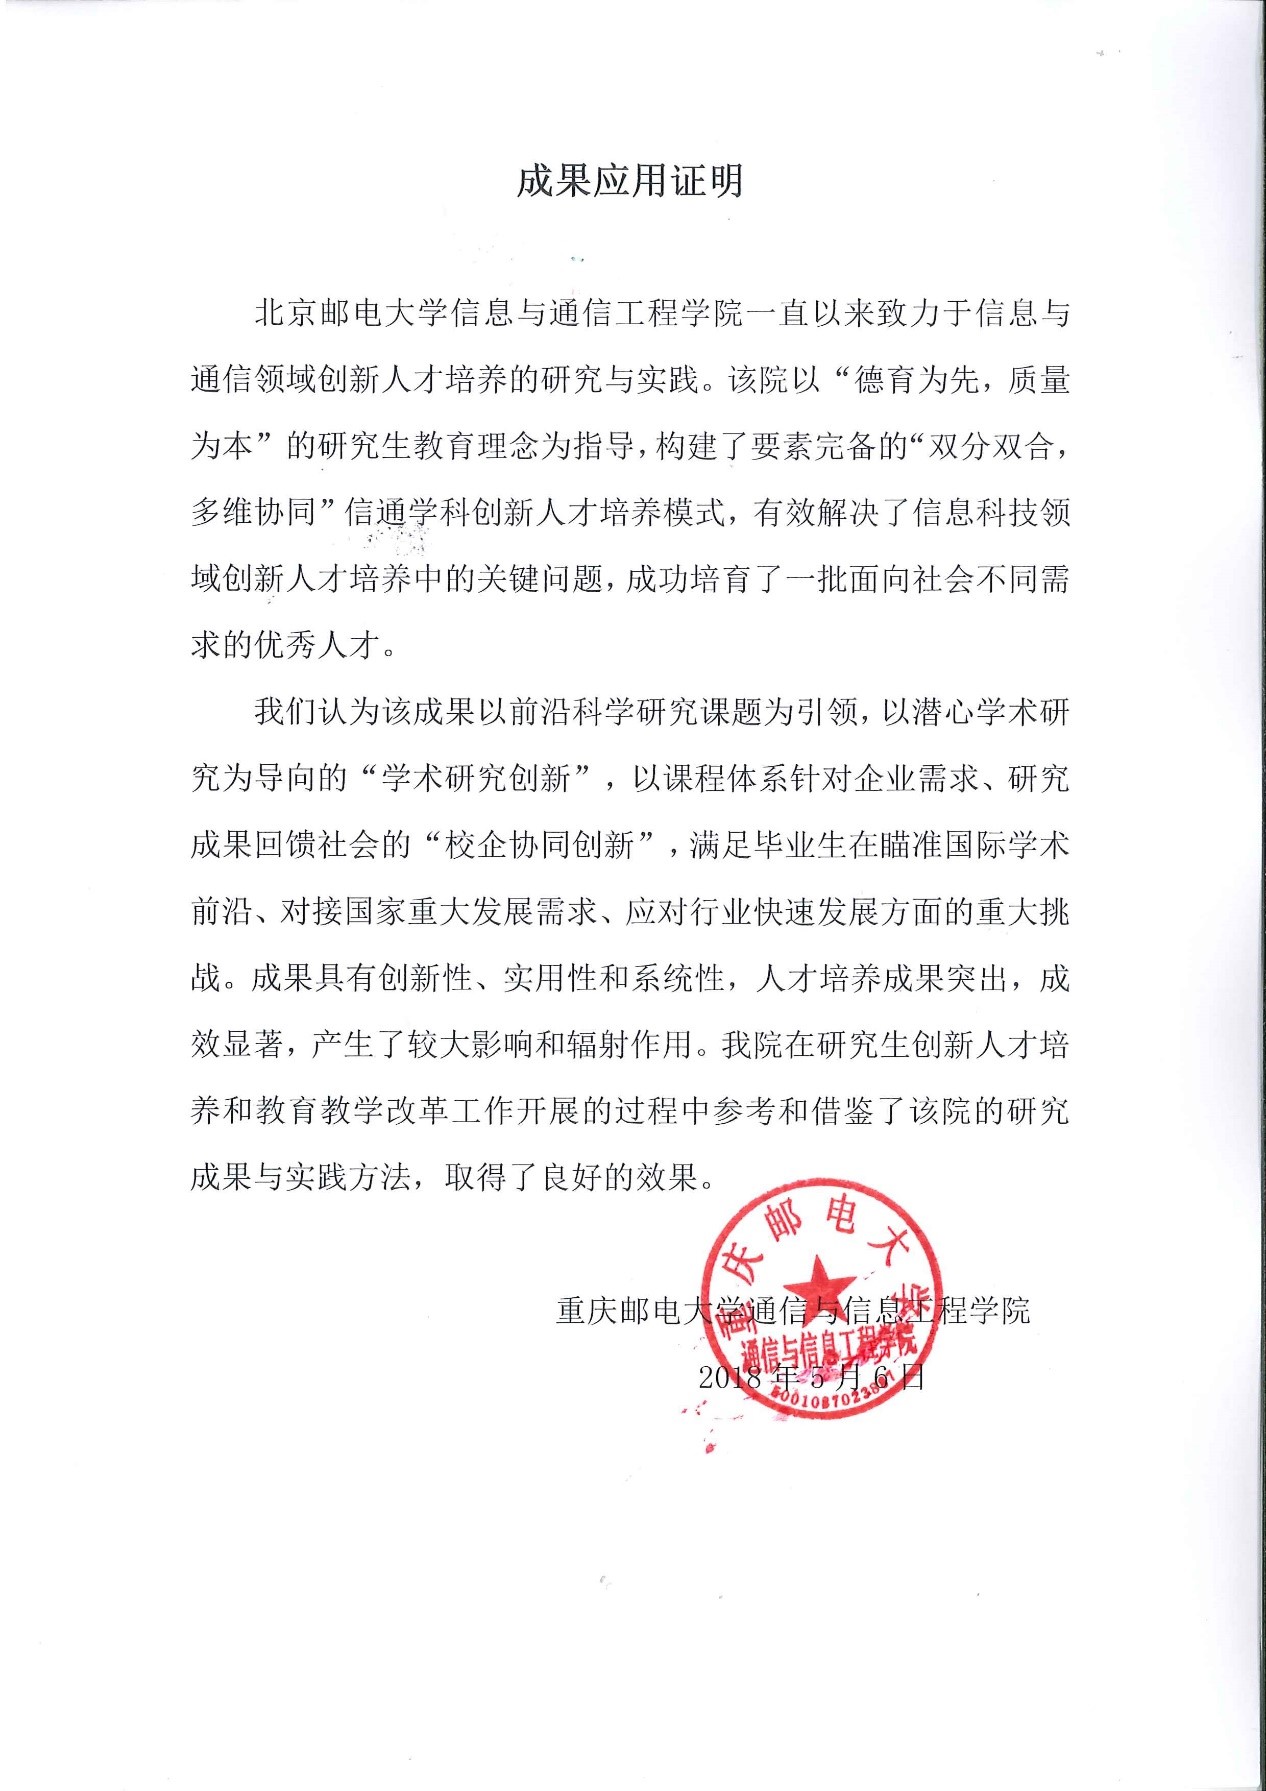 成果应用证明
北京邮电大学信息与通信工程学院一直以来致力于信息与
通信领域创新人才培养的研究与实践。该院以“德育为先，质量
为本”的研究生教育理念为指导，构建了要素完备的“双分双合，
多维协同”信通学科创新人才培养模式，有效解决了信息科技领
域创新人才培养中的关键问题，成功培育了一批面向社会不同需
求的优秀人才。
我们认为该成果以前沿科学研究课题为引领，以潜心学术研
究为导向的“学术研究创新”，以课程体系针对企业需求、研究
成果回馈社会的“校企协同创新”，满足毕业生在瞄准国际学术
前沿、对接国家重大发展需求、应对行业快速发展方面的重大挑
战。成果具有创新性、实用性和系统性，人才培养成果突出，成
效显著，产生了较大影响和辐射作用。我院在研究生创新人才培
养和教育教学改革工作开展的过程中参考和借鉴了该院的研究
成果与实践方法，取得了良好的效果。
重庆邮电大学
重庆邮电大学通信与信息工程学院
通信与信息工程学院
2018 年 5 月 6 日